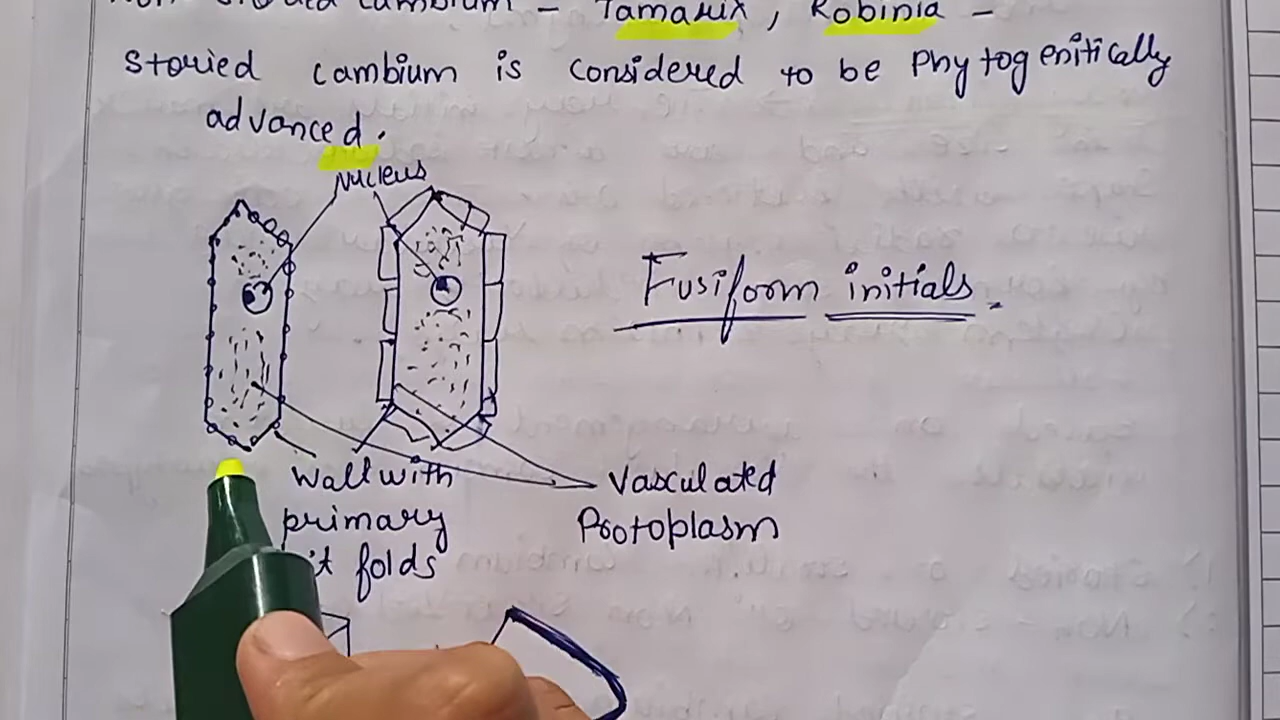 cambium - Tamarix, Robinia -
Storied cambium is considered to be Phytogenitically
advanced.
Nucleus
Fusiform initials.
Wall with
primary
folds
Vasculated
Protoplasm